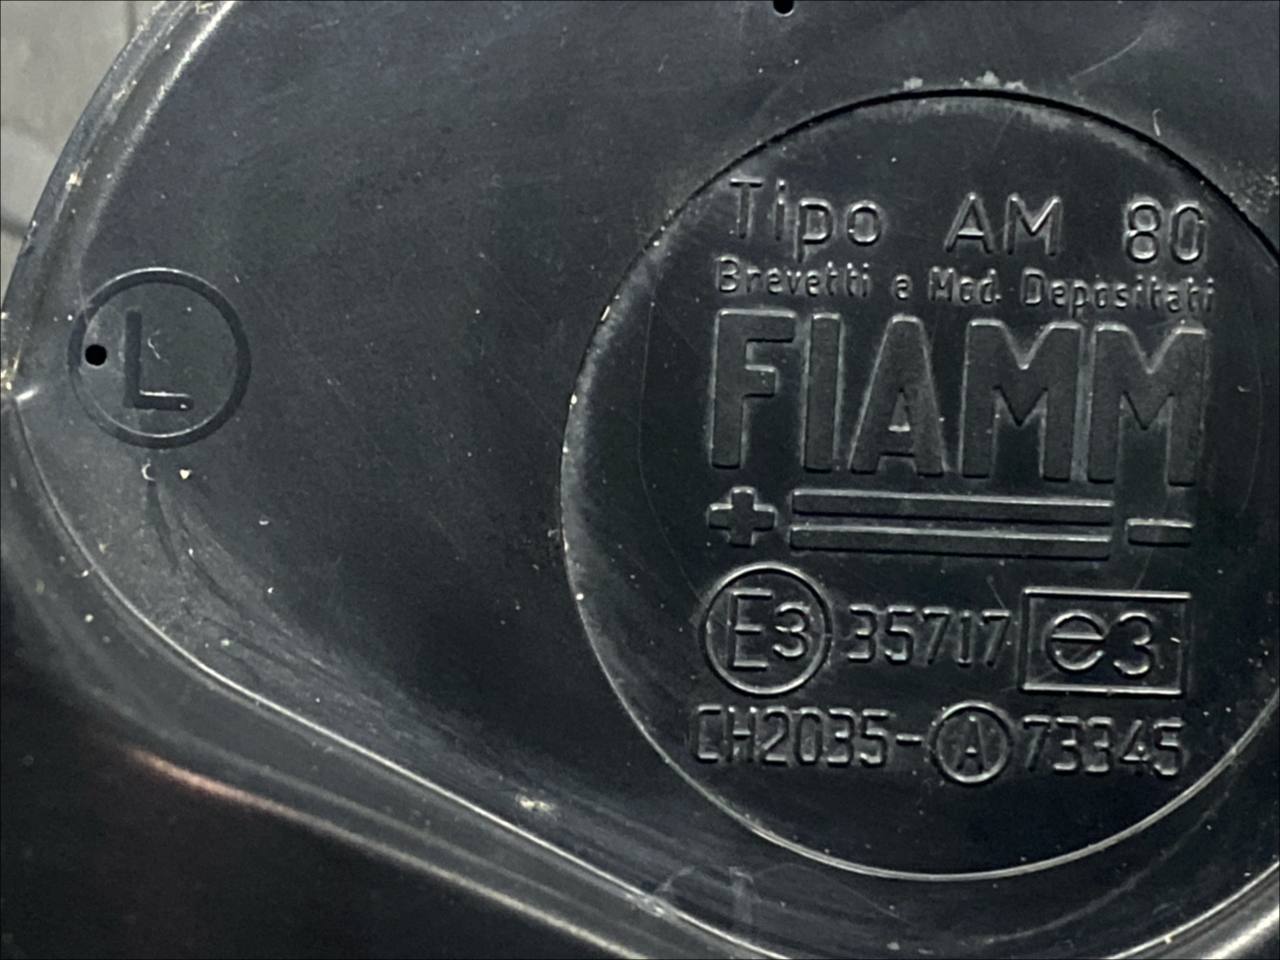 L
Tipo AM 80
Brevetti e Mod. Depositati
FIAMM
+ −
E3 35717 e3
CH2035-A 73345